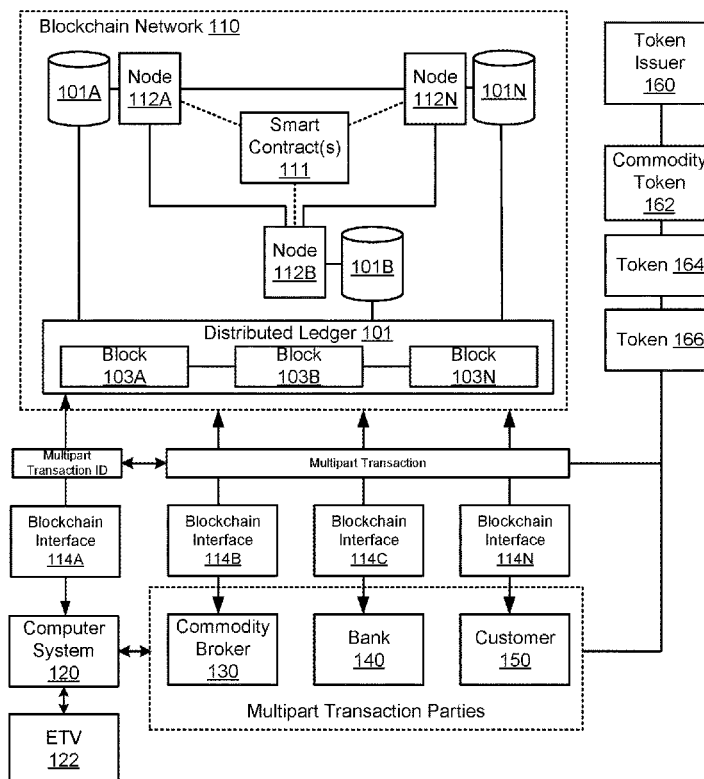 Blockchain Network 110
101A
Node
112A
Node
112N
101N
Smart
Contract(s)
111
Node
112B
101B
Distributed Ledger 101
Block
103A
Block
103B
Block
103N
Token
Issuer
160
Commodity
Token
162
Token 164
Token 166
Multipart
Transaction ID
Multipart Transaction
Blockchain
Interface
114A
Blockchain
Interface
114B
Blockchain
Interface
114C
Blockchain
Interface
114N
Computer
System
120
Commodity
Broker
130
Bank
140
Customer
150
Multipart Transaction Parties
ETV
122